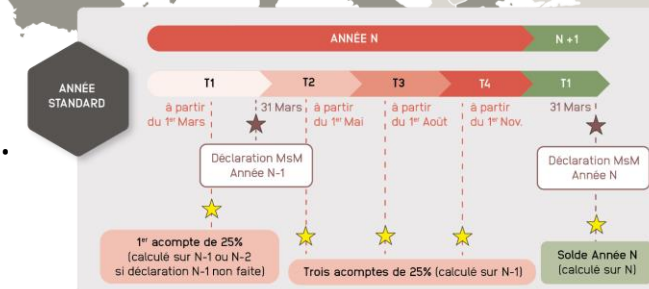 ANNÉE N
N +1
ANNÉE
STANDARD
T1
T2
T3
T4
T1
à partir
du 1er Mars
31 Mars
à partir
du 1er Mai
à partir
du 1er Août
à partir
du 1er Nov.
31 Mars
Déclaration MsM
Année N-1
Déclaration MsM
Année N
1er acompte de 25%
(calculé sur N-1 ou N-2
si déclaration N-1 non faite)
Trois acomptes de 25% (calculé sur N-1)
Solde Année N
(calculé sur N)